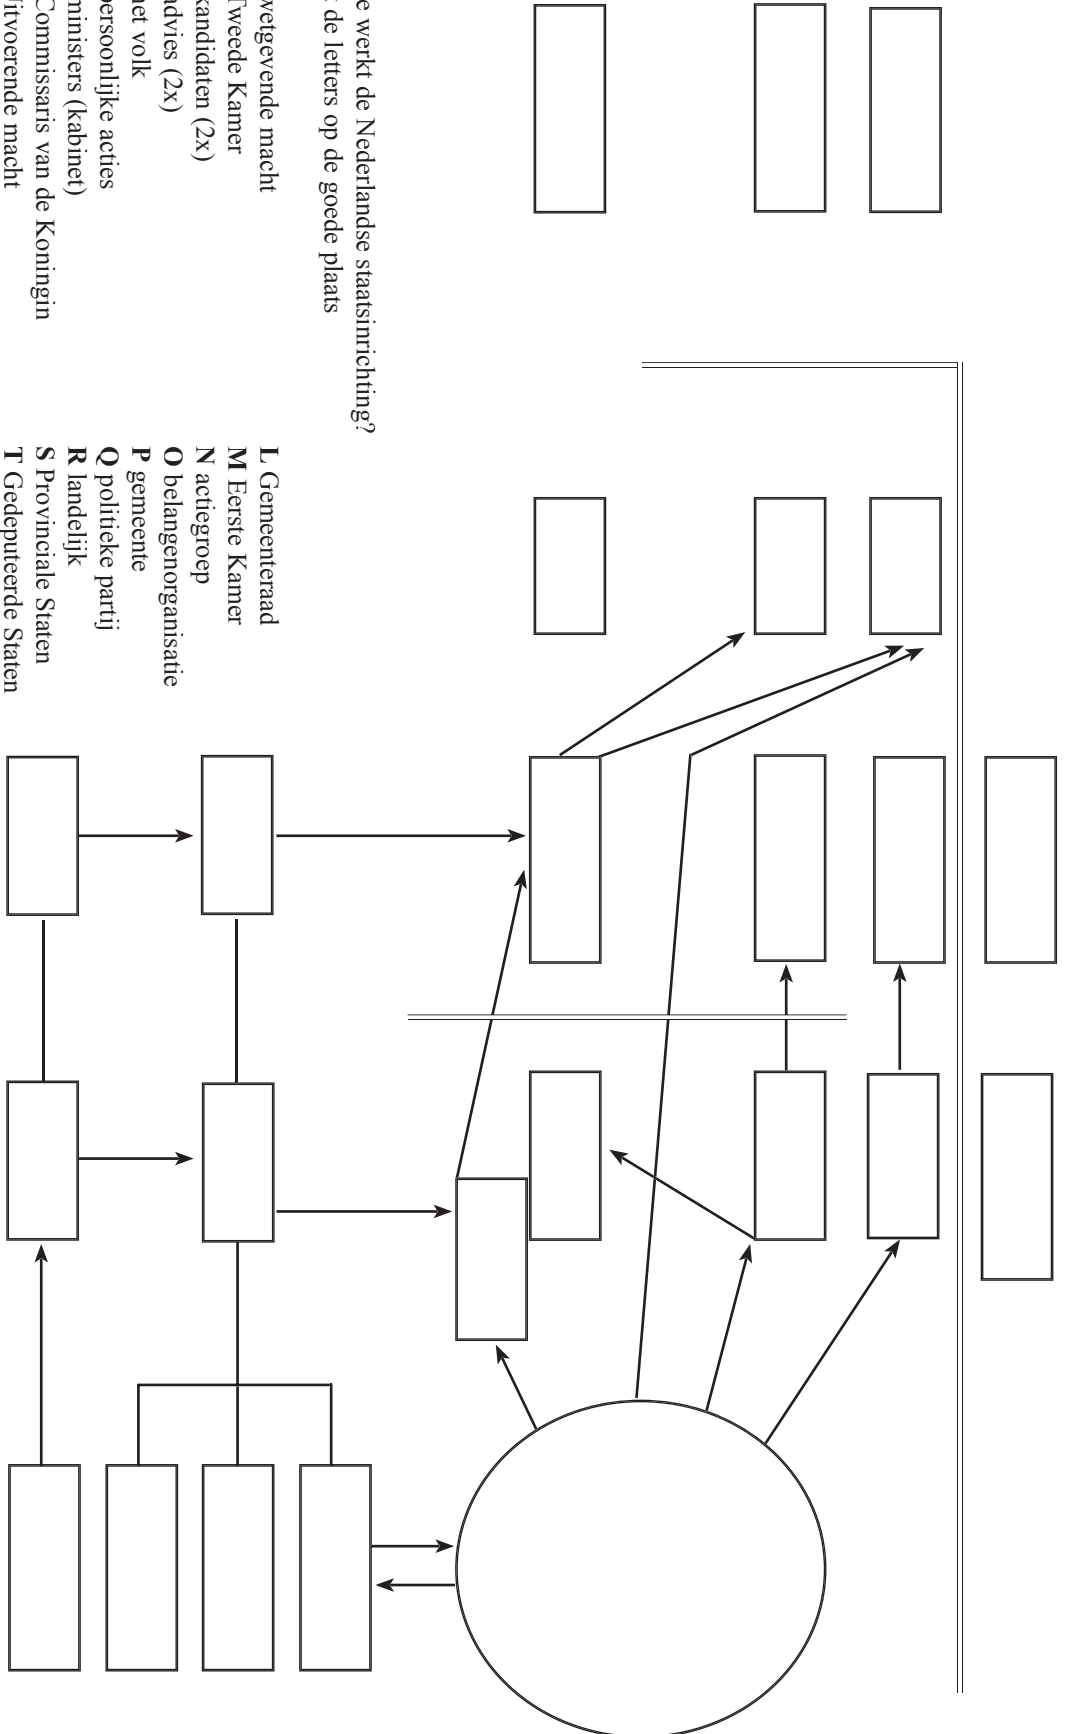 e werkt de Nederlandse staatsinrichting?
de letters op de goede plaats
wetgevende macht
Tweede Kamer
kandidaten (2x)
advies (2x)
het volk
persoonlijke acties
ministers (kabinet)
Commissaris van de Koningin
Uitvoerende macht
L Gemeenteraad
M Eerste Kamer
N actiegroep
O belangenorganisatie
P gemeente
Q politieke partij
R landelijk
S Provinciale Staten
T Gedeputeerde Staten